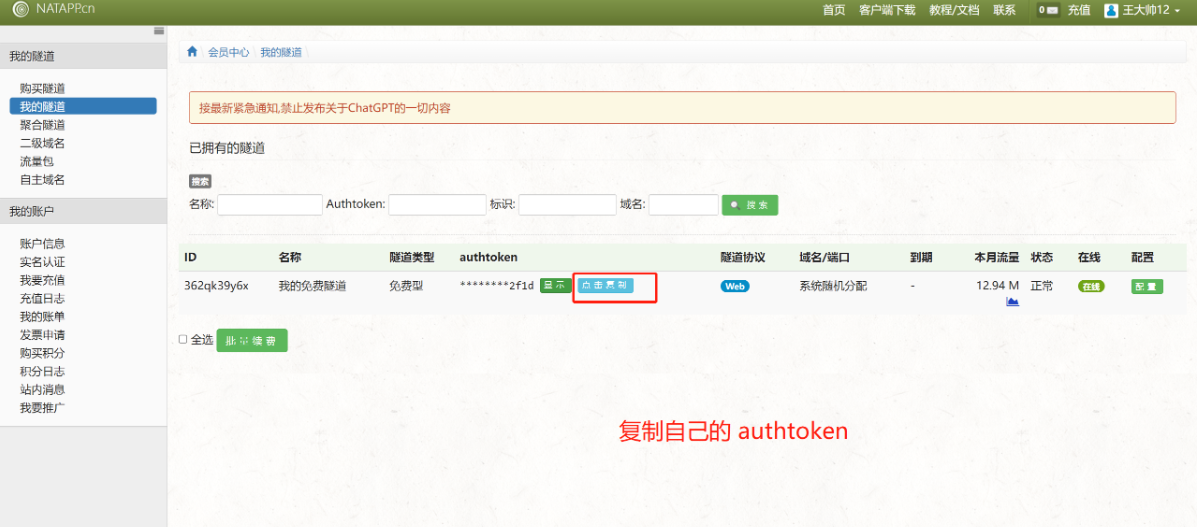 NATAPP.cn
首页 客户端下载 教程/文档 联系 0 充值 王大帅12
我的隧道
购买隧道
我的隧道
聚合隧道
二级域名
流量包
自主域名
我的账户
账户信息
实名认证
我要充值
充值日志
我的账单
发票申请
购买积分
积分日志
站内消息
我要推广
会员中心 我的隧道
接最新紧急通知,禁止发布关于ChatGPT的一切内容
已拥有的隧道
搜索
名称: Authtoken: 标识: 域名: 搜索
ID 名称 隧道类型 authtoken 隧道协议 域名/端口 到期 本月流量 状态 在线 配置
362qk39y6x 我的免费隧道 免费型 ********2f1d 显示 点击复制 Web 系统随机分配 - 12.94 M 正常 在线 配置
全选 批量续费
复制自己的 authtoken